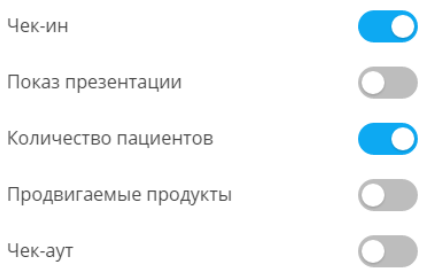 Чек-ин
Показ презентации
Количество пациентов
Продвигаемые продукты
Чек-аут